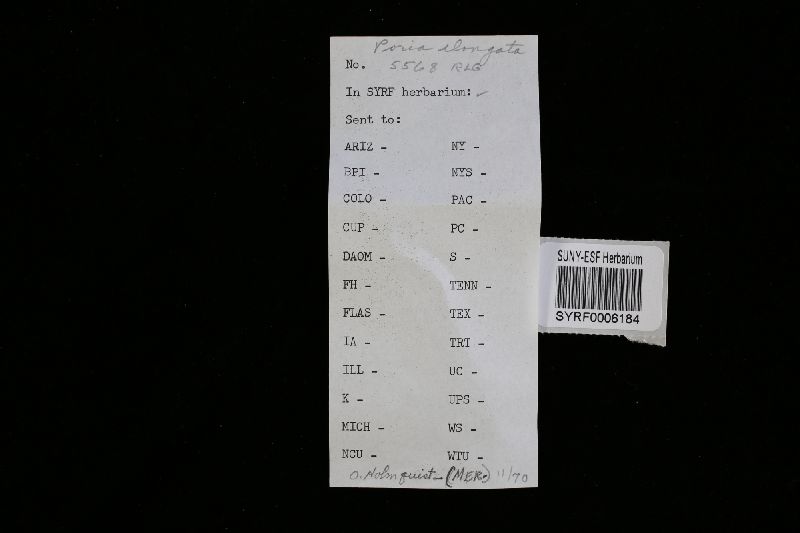 Poria elongata
No. 5568 RLG
In SYRF herbarium: ✓
Sent to:
ARIZ - NY -
BPI - NYS -
COLO - PAC -
CUP - PC -
DAOM - S -
FH - TENN -
FLAS - TEX -
IA - TRT -
ILL - UC -
K - UPS -
MICH - WS -
NCU - WTU -
O. Holmquist - (MER.) 11/70
SUNY-ESF Herbarium
SYRF0006184